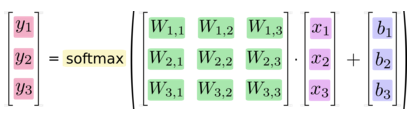 y1 W1,1 W1,2 W1,3 x1 b1
y2 = softmax W2,1 W2,2 W2,3 · x2 + b2
y3 W3,1 W3,2 W3,3 x3 b3